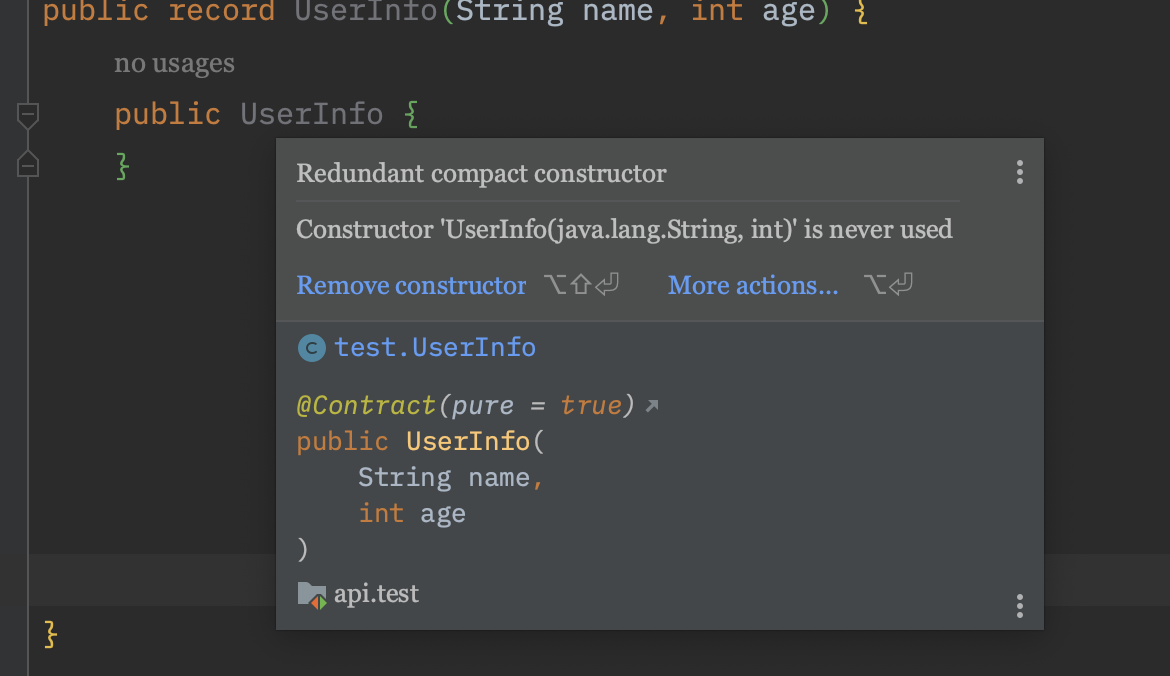 public record UserInfo(String name, int age) {
no usages
public UserInfo {
}
Redundant compact constructor
Constructor 'UserInfo(java.lang.String, int)' is never used
Remove constructor ⌥⇧⏎ More actions... ⌥⏎
C test.UserInfo
@Contract(pure = true)
public UserInfo(
String name,
int age
)
api.test
}